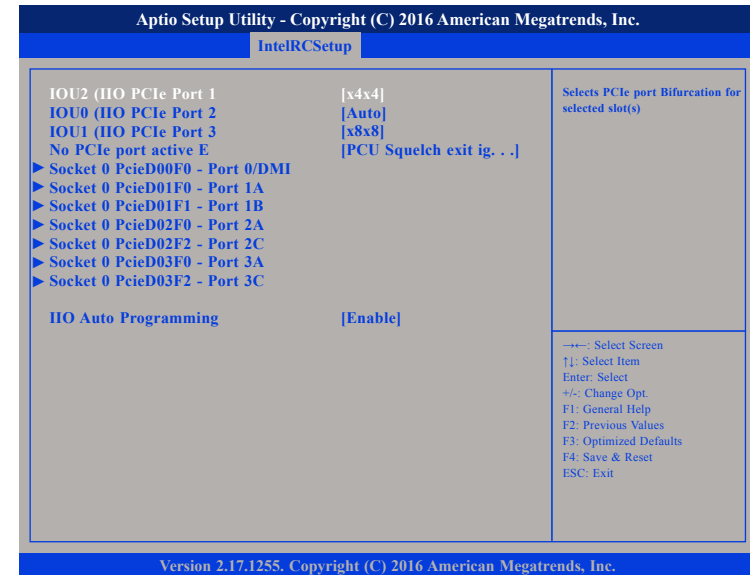 Aptio Setup Utility - Copyright (C) 2016 American Megatrends, Inc.
IntelRCSetup
IOU2 (IIO PCIe Port 1 [x4x4]
IOU0 (IIO PCIe Port 2 [Auto]
IOU1 (IIO PCIe Port 3 [x8x8]
No PCIe port active E [PCU Squelch exit ig. . .]
► Socket 0 PcieD00F0 - Port 0/DMI
► Socket 0 PcieD01F0 - Port 1A
► Socket 0 PcieD01F1 - Port 1B
► Socket 0 PcieD02F0 - Port 2A
► Socket 0 PcieD02F2 - Port 2C
► Socket 0 PcieD03F0 - Port 3A
► Socket 0 PcieD03F2 - Port 3C
IIO Auto Programming [Enable]
Selects PCIe port Bifurcation for
selected slot(s)
→←: Select Screen
↑↓: Select Item
Enter: Select
+/-: Change Opt.
F1: General Help
F2: Previous Values
F3: Optimized Defaults
F4: Save & Reset
ESC: Exit
Version 2.17.1255. Copyright (C) 2016 American Megatrends, Inc.